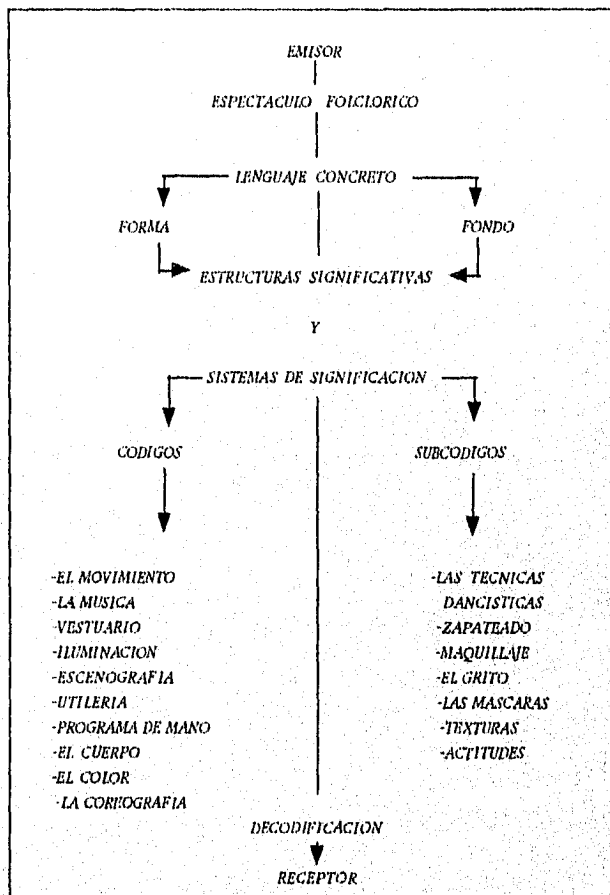 EMISOR
ESPECTACULO FOLCLORICO
LENGUAJE CONCRETO
FORMA
FONDO
ESTRUCTURAS SIGNIFICATIVAS
Y
SISTEMAS DE SIGNIFICACION
CODIGOS
SUBCODIGOS
-EL MOVIMIENTO
-LA MUSICA
-VESTUARIO
-ILUMINACION
-ESCENOGRAFIA
-UTILERIA
-PROGRAMA DE MANO
-EL CUERPO
-EL COLOR
-LA COREOGRAFIA
-LAS TECNICAS
DANCISTICAS
-ZAPATEADO
-MAQUILLAJE
-EL GRITO
-LAS MASCARAS
-TEXTURAS
-ACTITUDES
DECODIFICACION
RECEPTOR